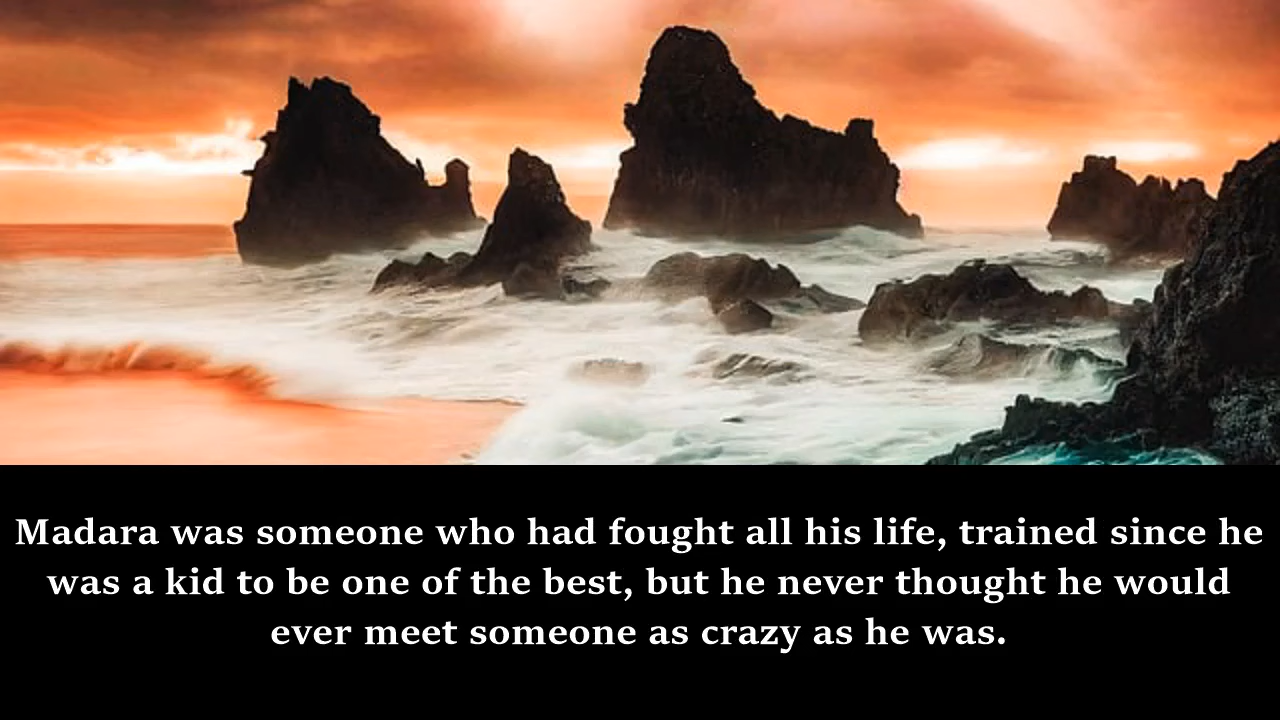 Madara was someone who had fought all his life, trained since he
was a kid to be one of the best, but he never thought he would
ever meet someone as crazy as he was.